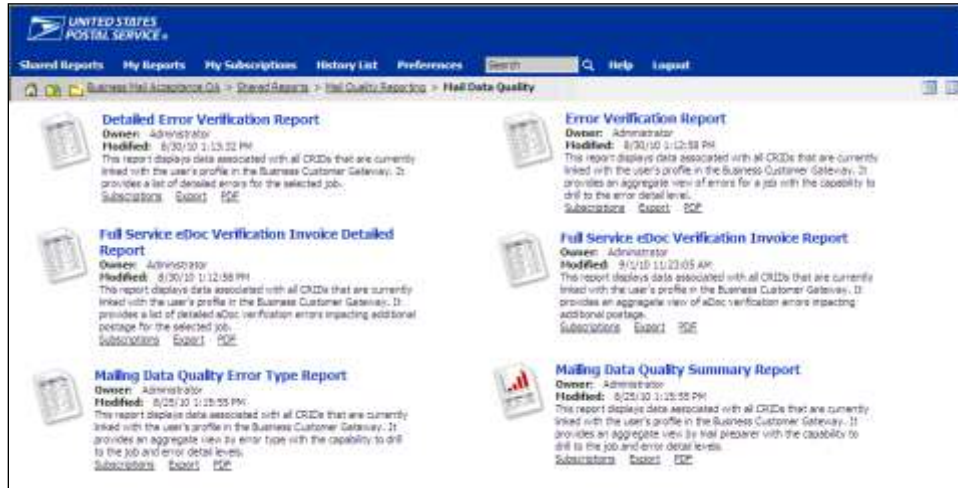 UNITED STATES
POSTAL SERVICE ®
Shared Reports My Reports My Subscriptions History List Preferences Search Help Logout
Business Mail Acceptance QA > Shared Reports > Mail Quality Reporting > Mail Data Quality
Detailed Error Verification Report
Owner: Administrator
Modified: 8/30/10 1:13:32 PM
This report displays data associated with all CRIDs that are currently
linked with the user's profile in the Business Customer Gateway. It
provides a list of detailed errors for the selected job.
Subscriptions Export PDF
Error Verification Report
Owner: Administrator
Modified: 8/30/10 1:12:58 PM
This report displays data associated with all CRIDs that are currently
linked with the user's profile in the Business Customer Gateway. It
provides an aggregate view of errors for a job with the capability to
drill to the error detail level.
Subscriptions Export PDF
Full Service eDoc Verification Invoice Detailed
Report
Owner: Administrator
Modified: 8/30/10 1:12:58 PM
This report displays data associated with all CRIDs that are currently
linked with the user's profile in the Business Customer Gateway. It
provides a list of detailed eDoc verification errors impacting additional
postage for the selected job.
Subscriptions Export PDF
Full Service eDoc Verification Invoice Report
Owner: Administrator
Modified: 9/1/10 11:23:05 AM
This report displays data associated with all CRIDs that are currently
linked with the user's profile in the Business Customer Gateway. It
provides an aggregate view of eDoc verification errors impacting
additional postage.
Subscriptions Export PDF
Mailing Data Quality Error Type Report
Owner: Administrator
Modified: 8/25/10 1:15:55 PM
This report displays data associated with all CRIDs that are currently
linked with the user's profile in the Business Customer Gateway. It
provides an aggregate view by error type with the capability to drill
to the job and error detail levels.
Subscriptions Export PDF
Mailing Data Quality Summary Report
Owner: Administrator
Modified: 8/25/10 1:15:55 PM
This report displays data associated with all CRIDs that are currently
linked with the user's profile in the Business Customer Gateway. It
provides an aggregate view by mail preparer with the capability to
drill to the job and error detail levels.
Subscriptions Export PDF